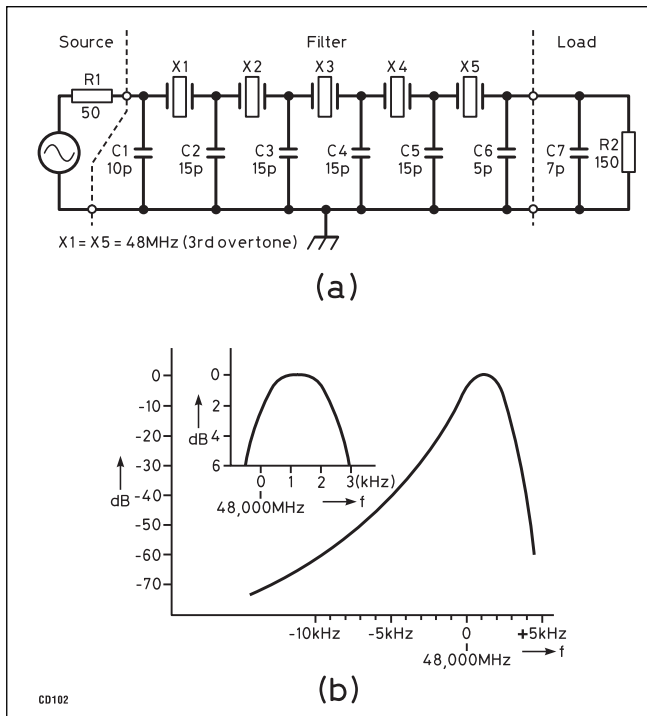 Source Filter Load
X1 X2 X3 X4 X5
R1
50
C1
10p
C2
15p
C3
15p
C4
15p
C5
15p
C6
5p
C7
7p
R2
150
X1 = X5 = 48MHz (3rd overtone)
(a)
0
-10
-20
-30
-40
-50
-60
-70
dB
0
2
4
6
dB
0 1 2 3(kHz)
48,000MHz f
-10kHz -5kHz 0 +5kHz
48,000MHz f
(b)
CD102